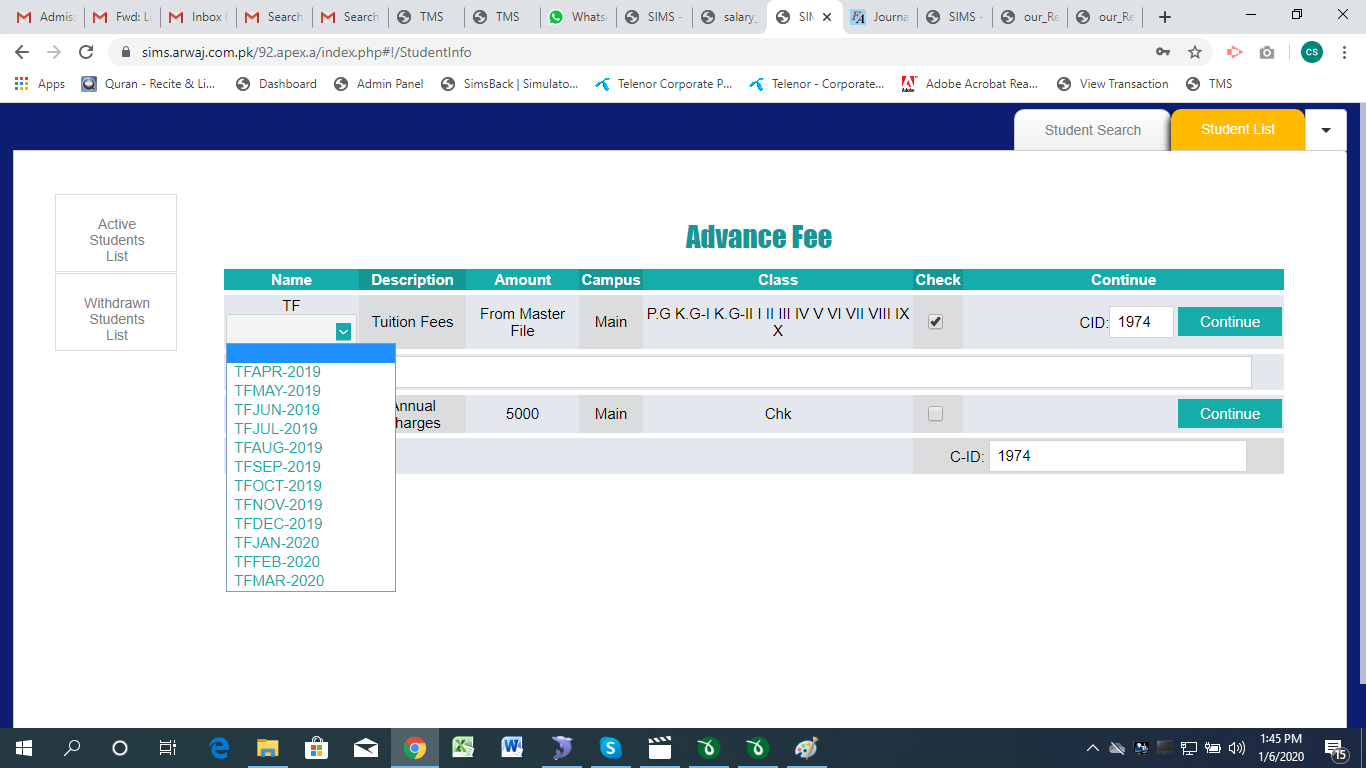 Admis
Fwd: L
Inbox (
Search
Search
TMS
TMS
Whats
SIMS -
salary_
SIN
Journa
SIMS -
our_Re
our_Re
sims.arwaj.com.pk/92.apex.a/index.php#!/StudentInfo
CS
Apps
Quran - Recite & Li...
Dashboard
Admin Panel
SimsBack | Simulato...
Telenor Corporate P...
Telenor - Corporate...
Adobe Acrobat Rea...
View Transaction
TMS
Student Search
Student List
Active
Students
List
Withdrawn
Students
List
Advance Fee
Name Description Amount Campus Class Check Continue
TF
Tuition Fees
From Master
File
Main
P.G K.G-I K.G-II I II III IV V VI VII VIII IX
X
CID: 1974
Continue
TFAPR-2019
TFMAY-2019
TFJUN-2019
TFJUL-2019
TFAUG-2019
TFSEP-2019
TFOCT-2019
TFNOV-2019
TFDEC-2019
TFJAN-2020
TFFEB-2020
TFMAR-2020
Annual
harges
5000
Main
Chk
Continue
C-ID: 1974
1:45 PM
1/6/2020
15